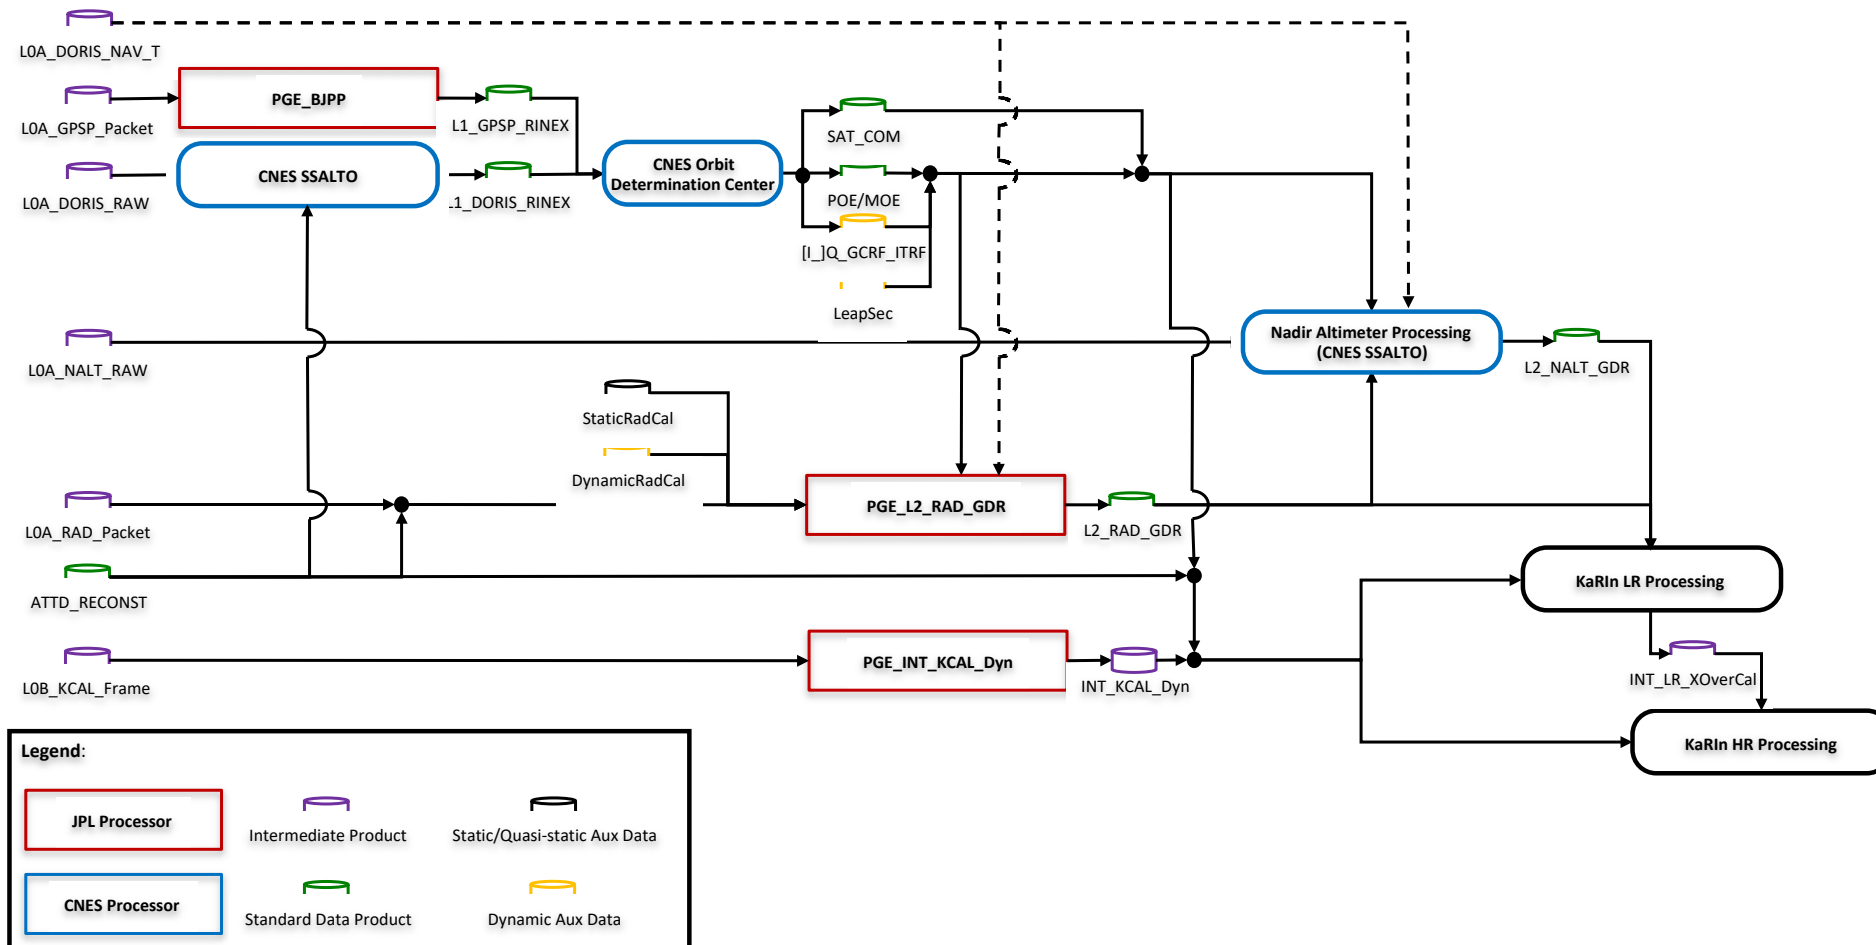 L0A_DORIS_NAV_T
L0A_GPSP_Packet
PGE_BJPP
L1_GPSP_RINEX
L0A_DORIS_RAW
CNES SSALTO
L1_DORIS_RINEX
CNES Orbit
Determination Center
SAT_COM
POE/MOE
[I_]Q_GCRF_ITRF
LeapSec
L0A_NALT_RAW
Nadir Altimeter Processing
(CNES SSALTO)
L2_NALT_GDR
StaticRadCal
DynamicRadCal
L0A_RAD_Packet
PGE_L2_RAD_GDR
L2_RAD_GDR
ATTD_RECONST
KaRIn LR Processing
L0B_KCAL_Frame
PGE_INT_KCAL_Dyn
INT_KCAL_Dyn
INT_LR_XOverCal
KaRIn HR Processing
Legend:
JPL Processor
Intermediate Product
Static/Quasi-static Aux Data
CNES Processor
Standard Data Product
Dynamic Aux Data